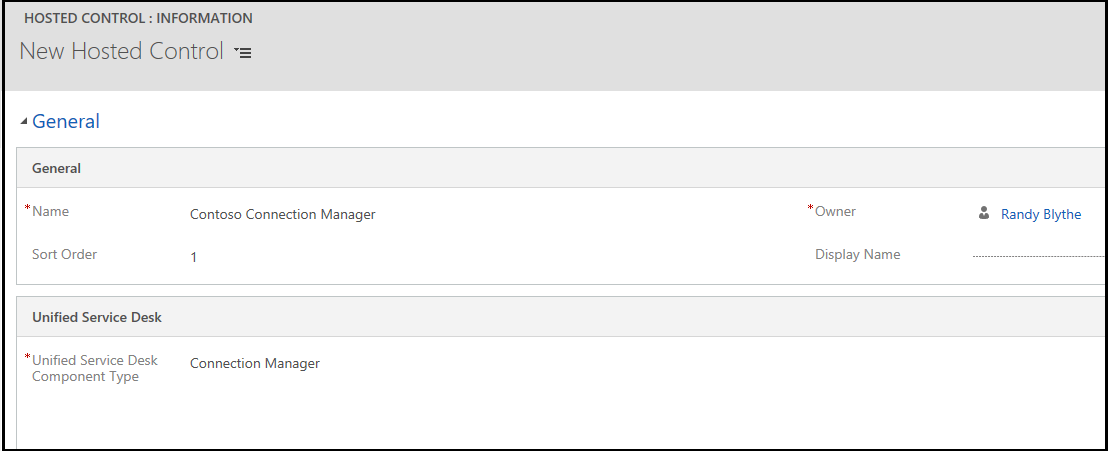 HOSTED CONTROL : INFORMATION
New Hosted Control
General
General
*Name Contoso Connection Manager *Owner Randy Blythe
Sort Order 1 Display Name
Unified Service Desk
*Unified Service Desk Connection Manager
Component Type